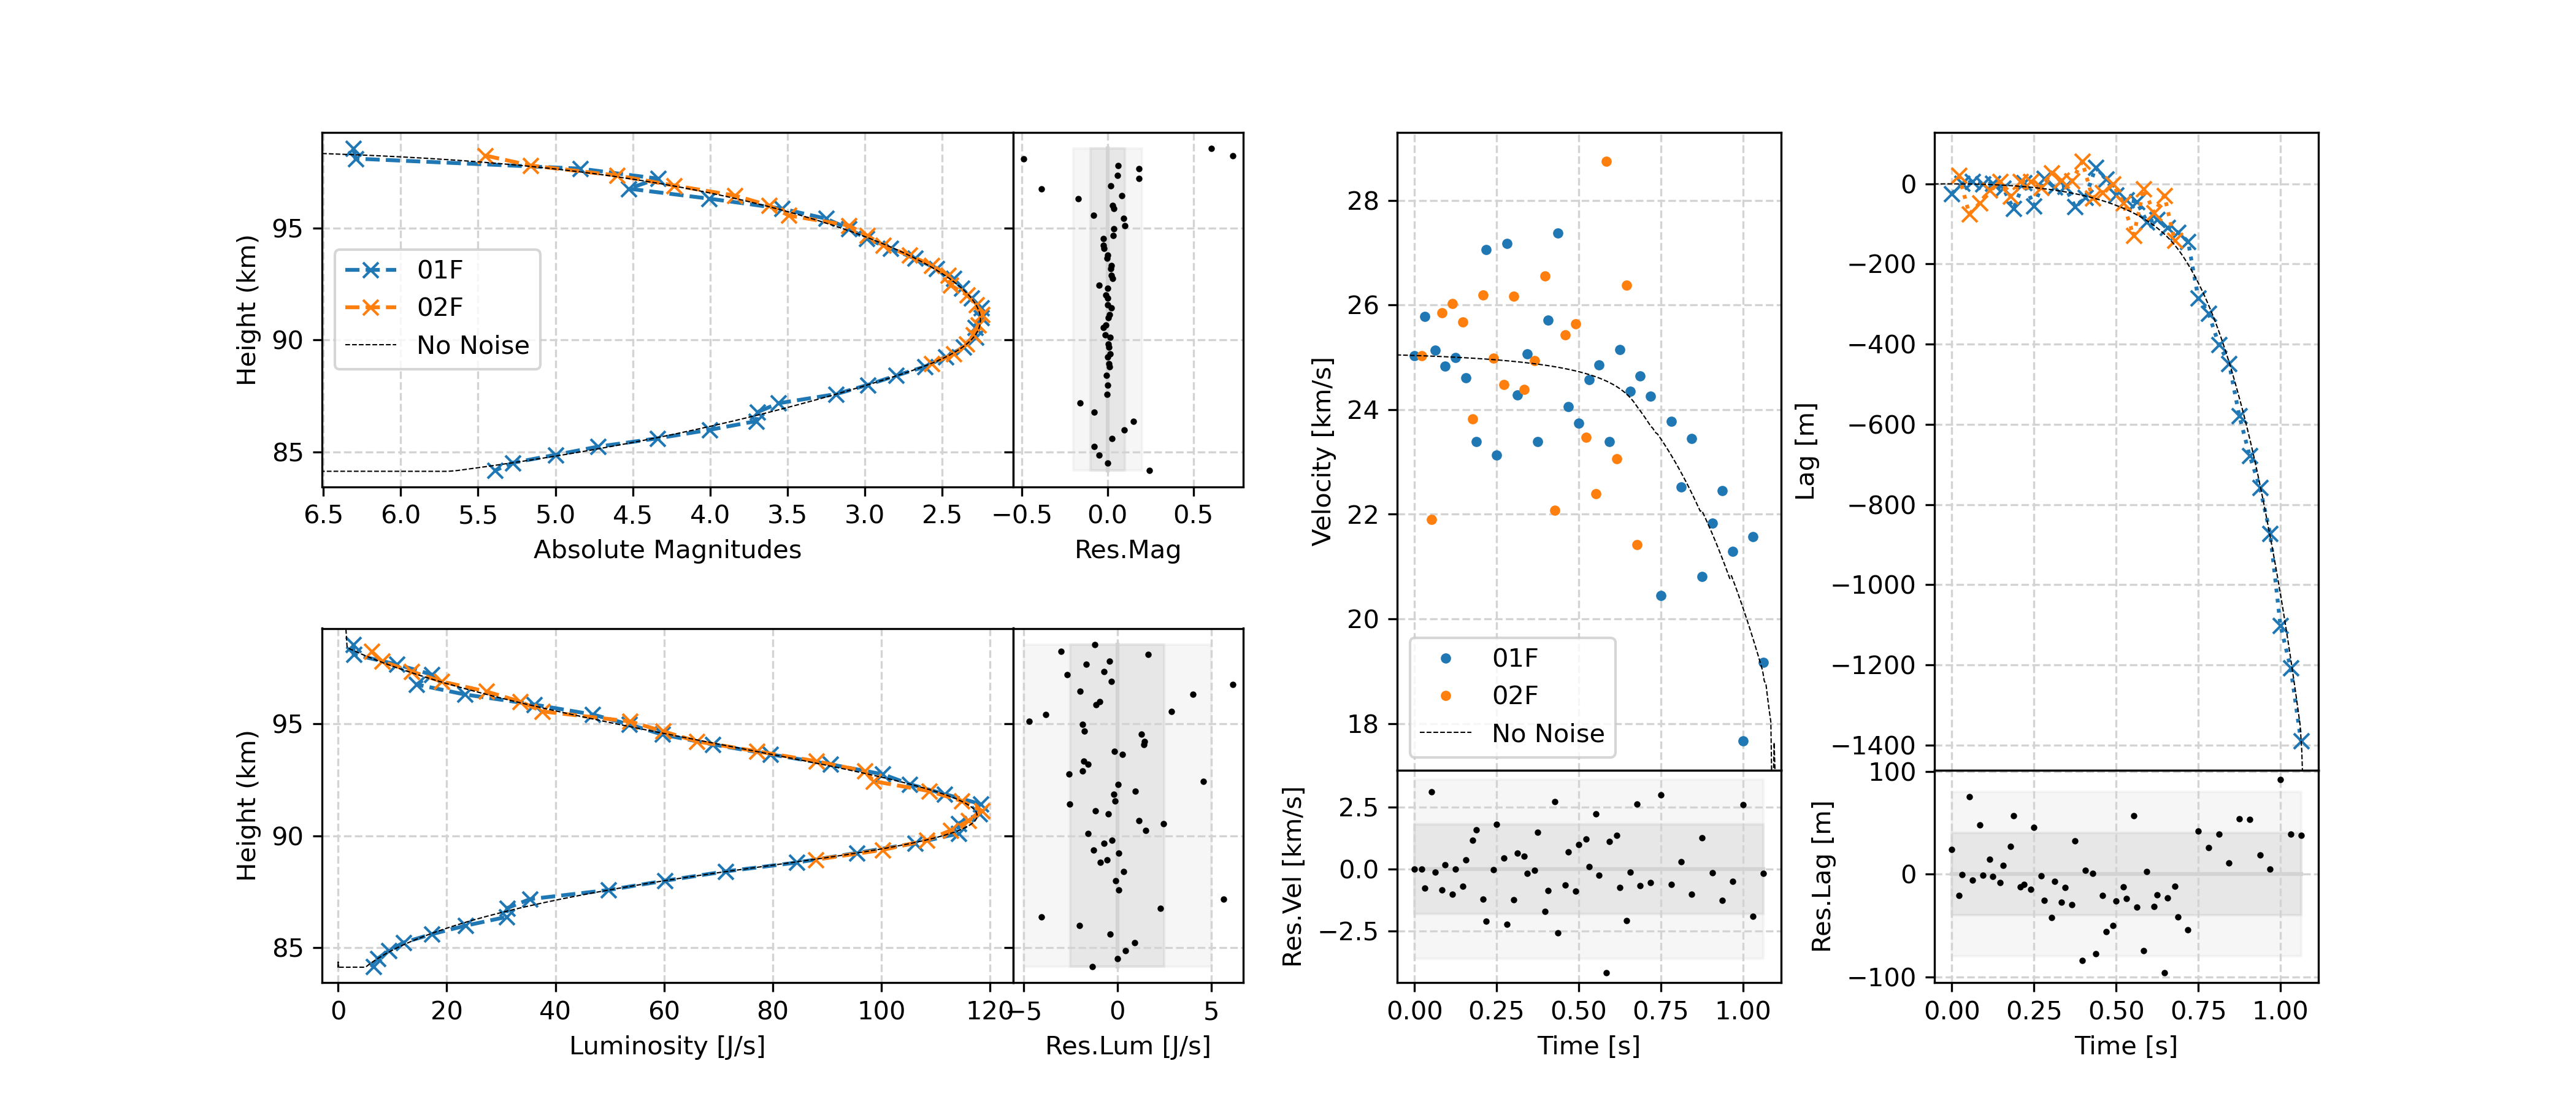 95
90
85
Height (km)
01F
02F
No Noise
6.5 6.0 5.5 5.0 4.5 4.0 3.5 3.0 2.5
Absolute Magnitudes
−0.5 0.0 0.5
Res.Mag
95
90
85
Height (km)
0 20 40 60 80 100 120
Luminosity [J/s]
−5 0 5
Res.Lum [J/s]
28
26
24
22
20
18
Velocity [km/s]
01F
02F
No Noise
2.5
0.0
−2.5
Res.Vel [km/s]
0.00 0.25 0.50 0.75 1.00
Time [s]
0
−200
−400
−600
−800
−1000
−1200
−1400
Lag [m]
100
0
−100
Res.Lag [m]
0.00 0.25 0.50 0.75 1.00
Time [s]